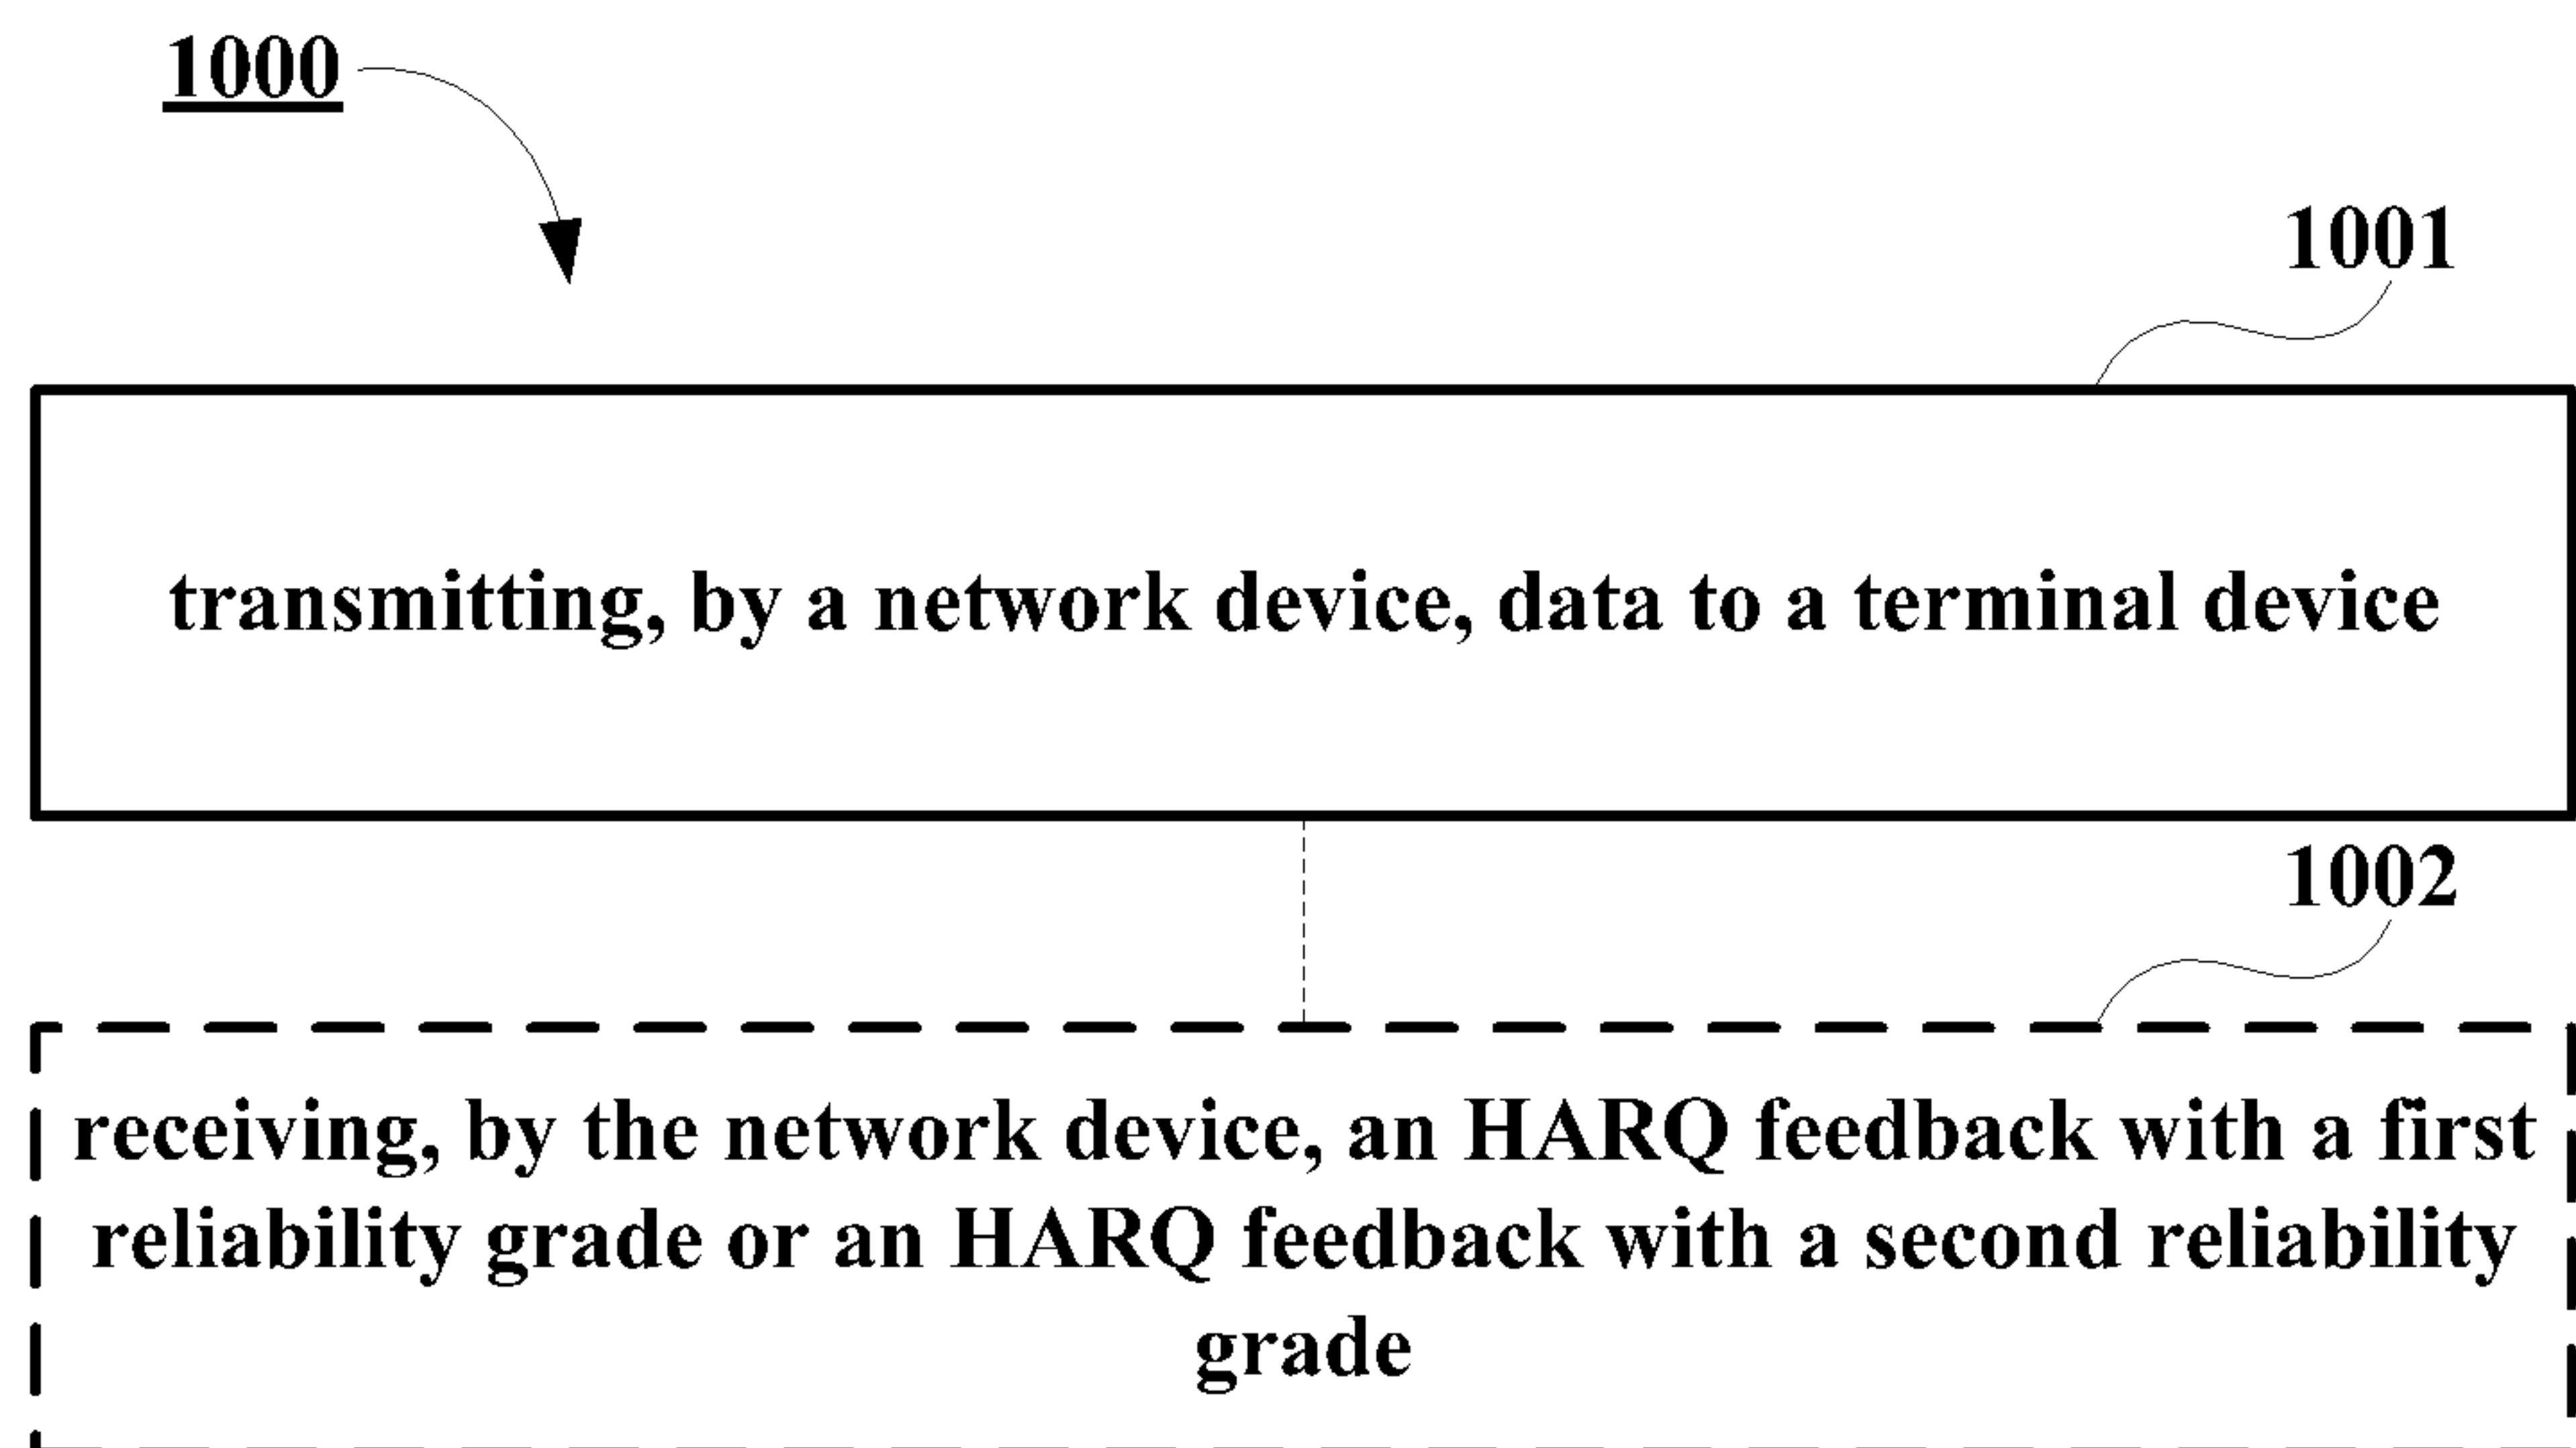 1000
1001
transmitting, by a network device, data to a terminal device
1002
receiving, by the network device, an HARQ feedback with a first
reliability grade or an HARQ feedback with a second reliability
grade